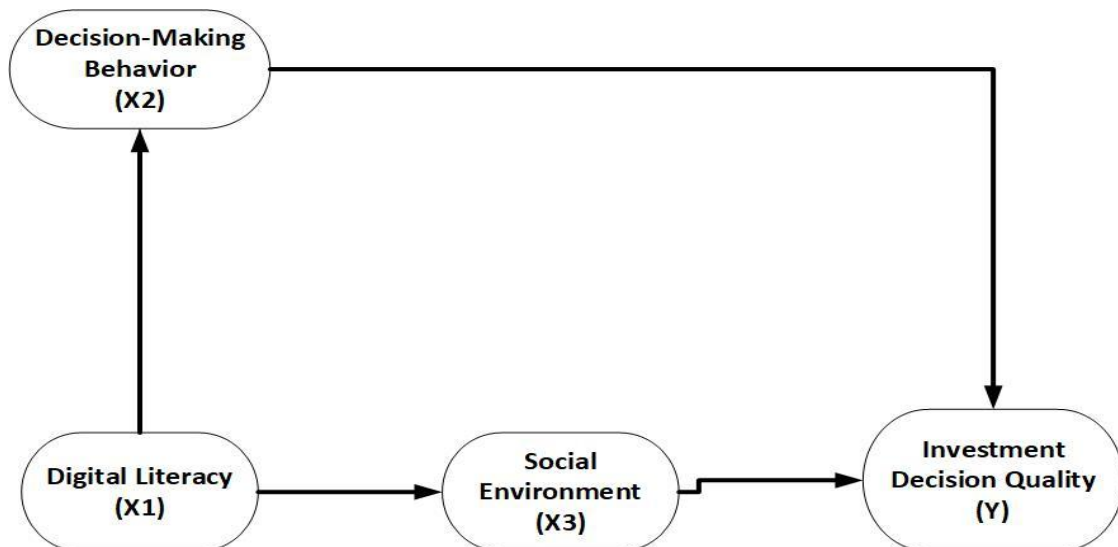 Decision-Making
Behavior
(X2)
Digital Literacy
(X1)
Social
Environment
(X3)
Investment
Decision Quality
(Y)